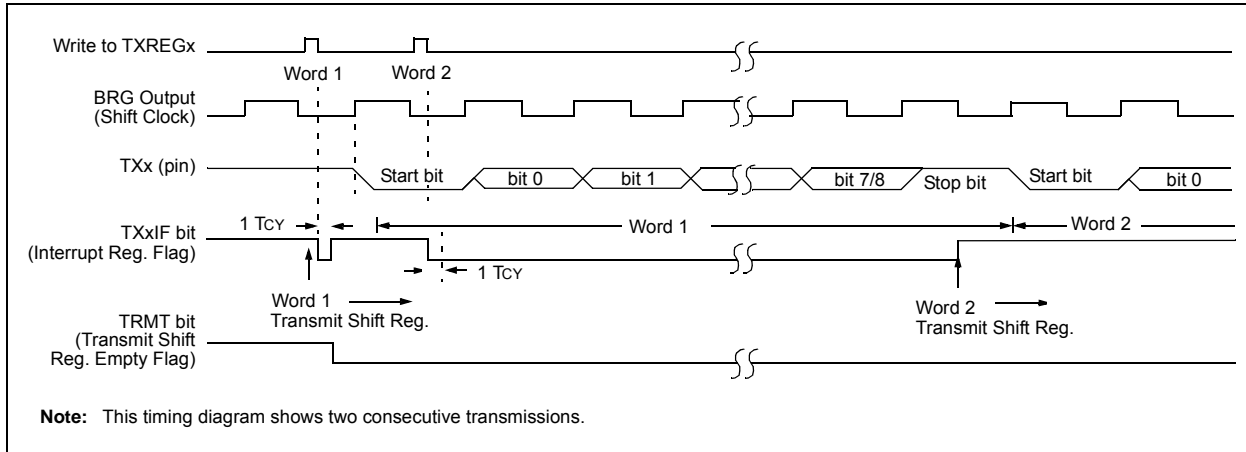 Write to TXREGx
Word 1
Word 2
BRG Output
(Shift Clock)
TXx (pin)
Start bit
bit 0
bit 1
bit 7/8
Stop bit
Start bit
bit 0
1 TCY
TXxIF bit
(Interrupt Reg. Flag)
Word 1
Word 2
1 TCY
Word 1
Transmit Shift Reg.
Word 2
Transmit Shift Reg.
TRMT bit
(Transmit Shift
Reg. Empty Flag)
Note: This timing diagram shows two consecutive transmissions.